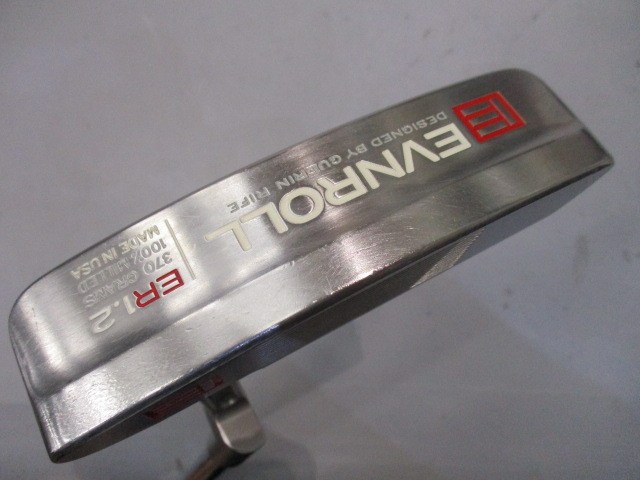 EVNROLL
DESIGNED BY GUERIN RIFE
ER1.2
370 GRAMS
100% MILLED
MADE IN USA